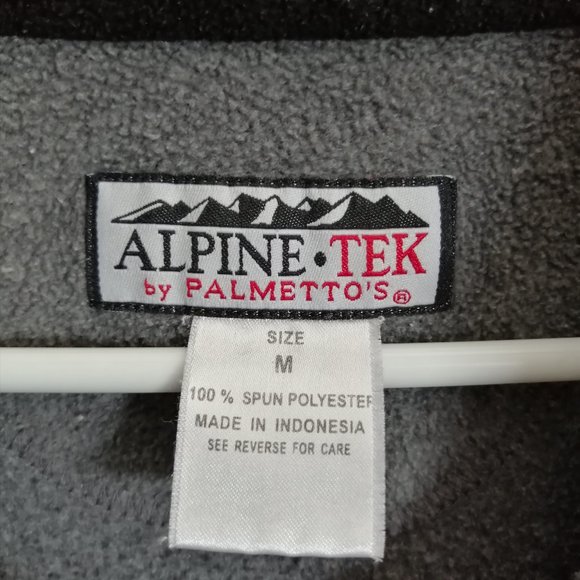 ALPINE•TEK
by PALMETTO'S®
SIZE
M
100 % SPUN POLYESTER
MADE IN INDONESIA
SEE REVERSE FOR CARE